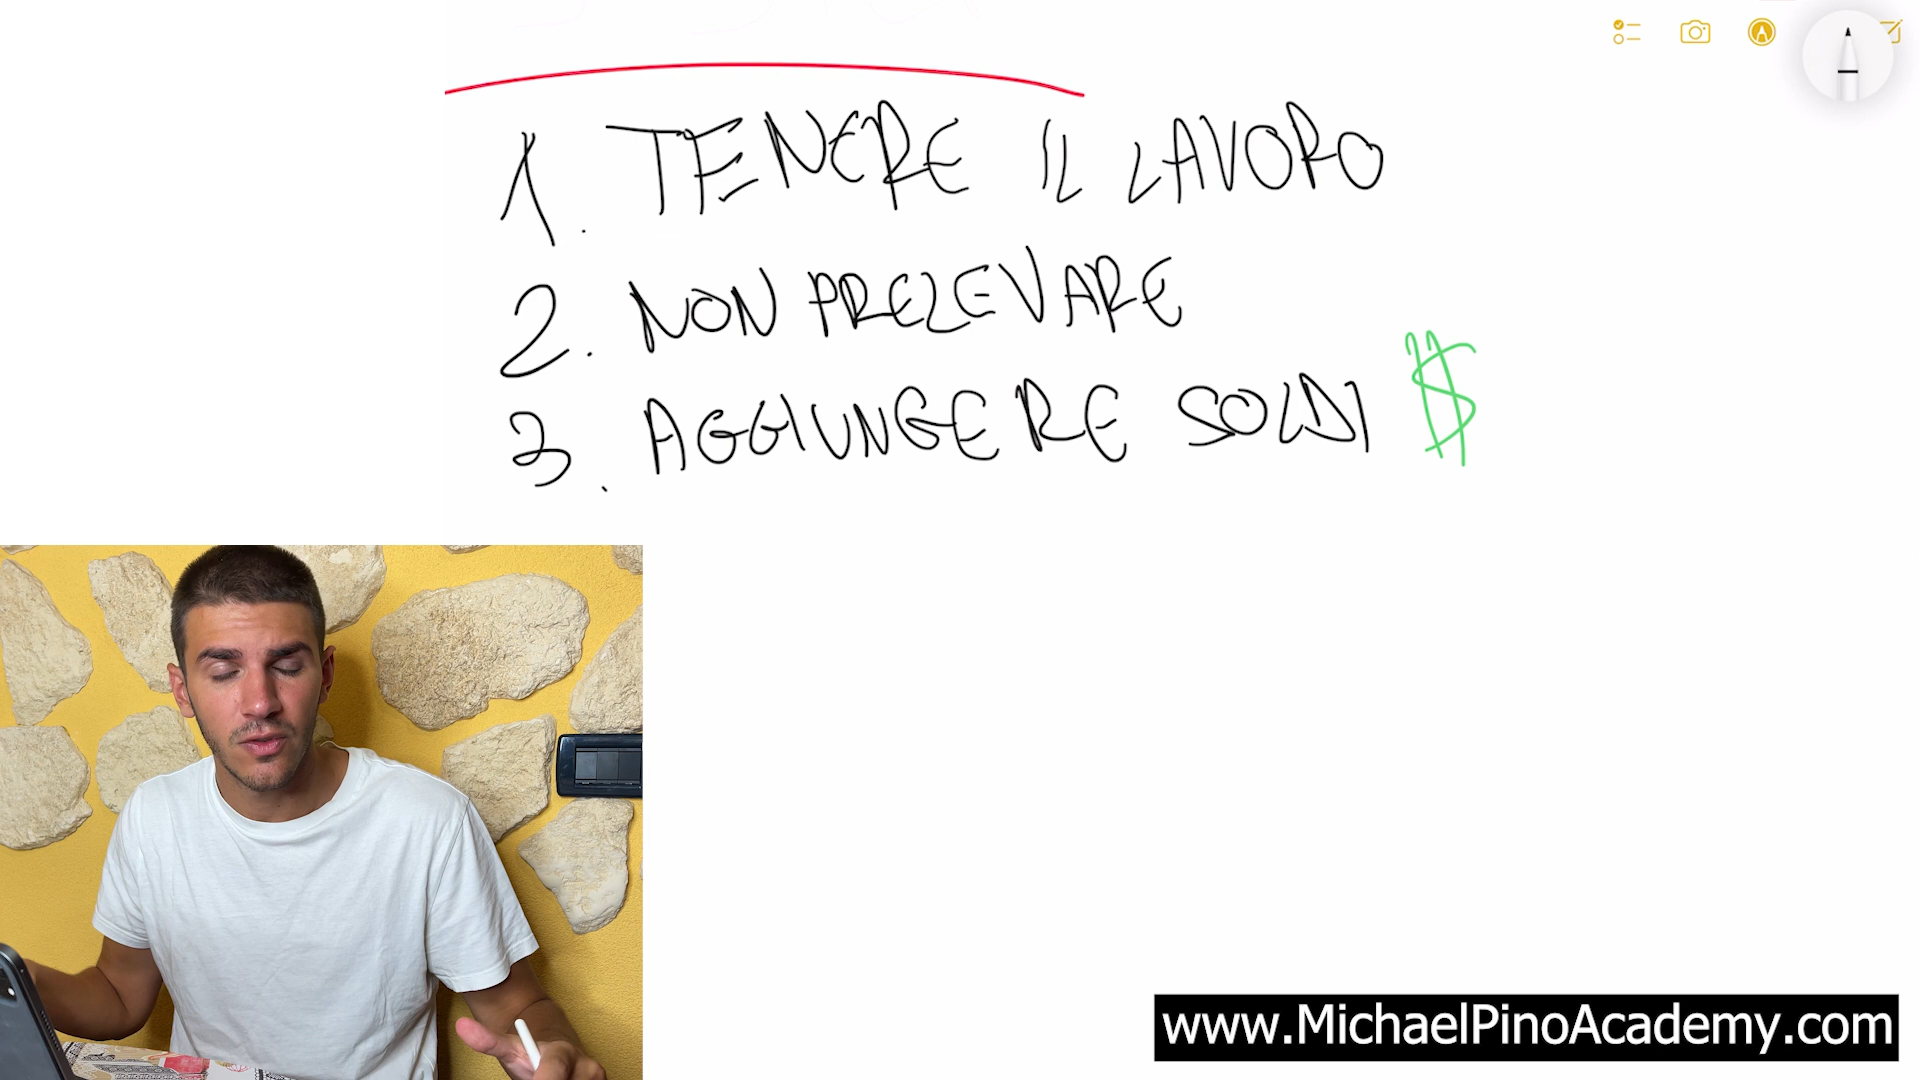 1. TENERE IL LAVORO
2. NON PRELEVARE
3. AGGIUNGERE SOLDI $
www.MichaelPinoAcademy.com